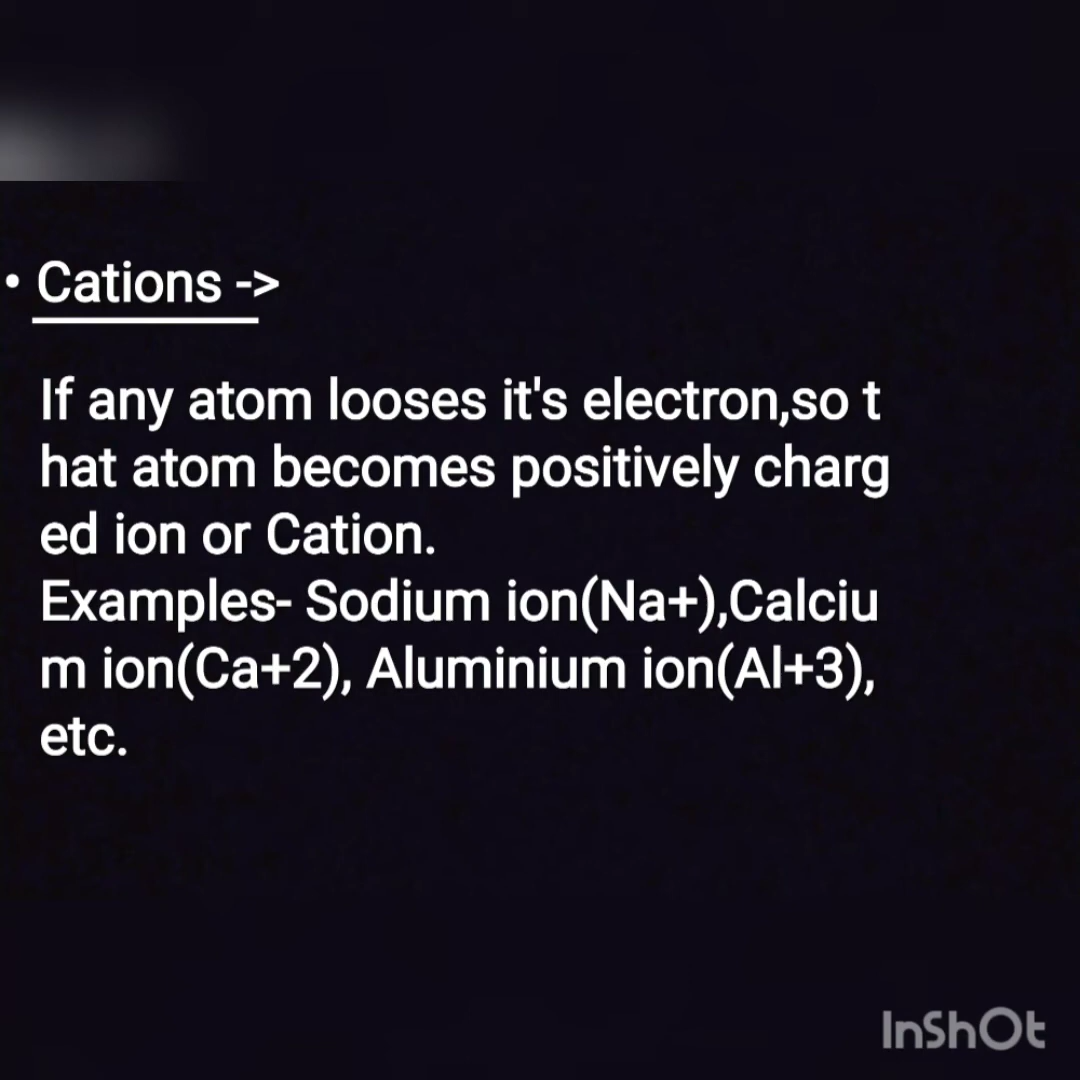 • Cations ->
If any atom looses it's electron,so t
hat atom becomes positively charg
ed ion or Cation.
Examples- Sodium ion(Na+),Calciu
m ion(Ca+2), Aluminium ion(Al+3),
etc.
InShOt